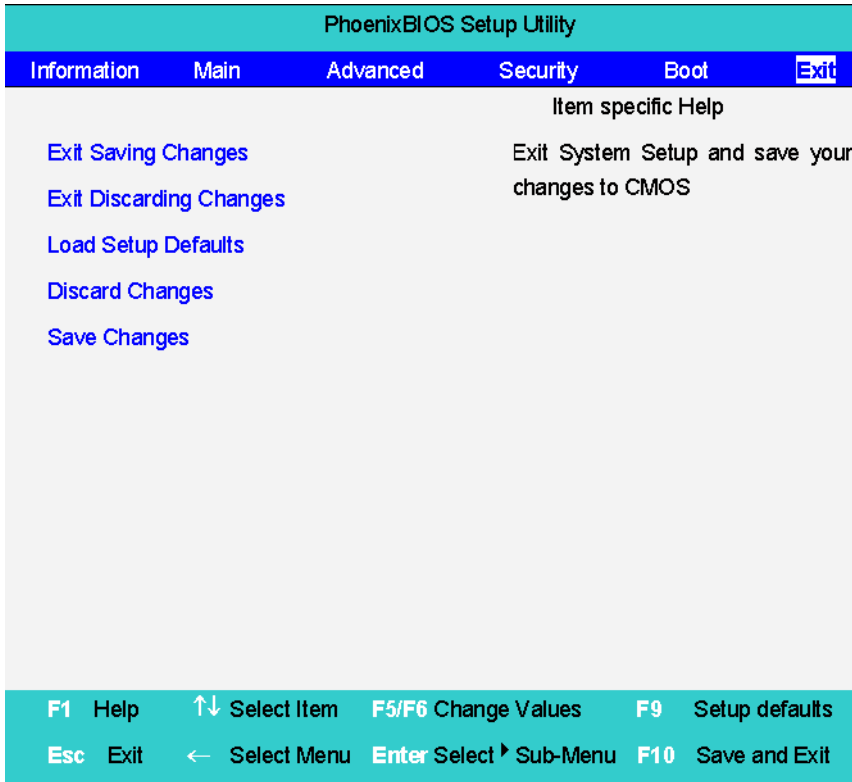 PhoenixBIOS Setup Utility
Information Main Advanced Security Boot Exit
Item specific Help
Exit Saving Changes
Exit Discarding Changes
Load Setup Defaults
Discard Changes
Save Changes
Exit System Setup and save your
changes to CMOS
F1 Help ↑↓ Select Item F5/F6 Change Values F9 Setup defaults
Esc Exit ← Select Menu Enter Select ▸ Sub-Menu F10 Save and Exit